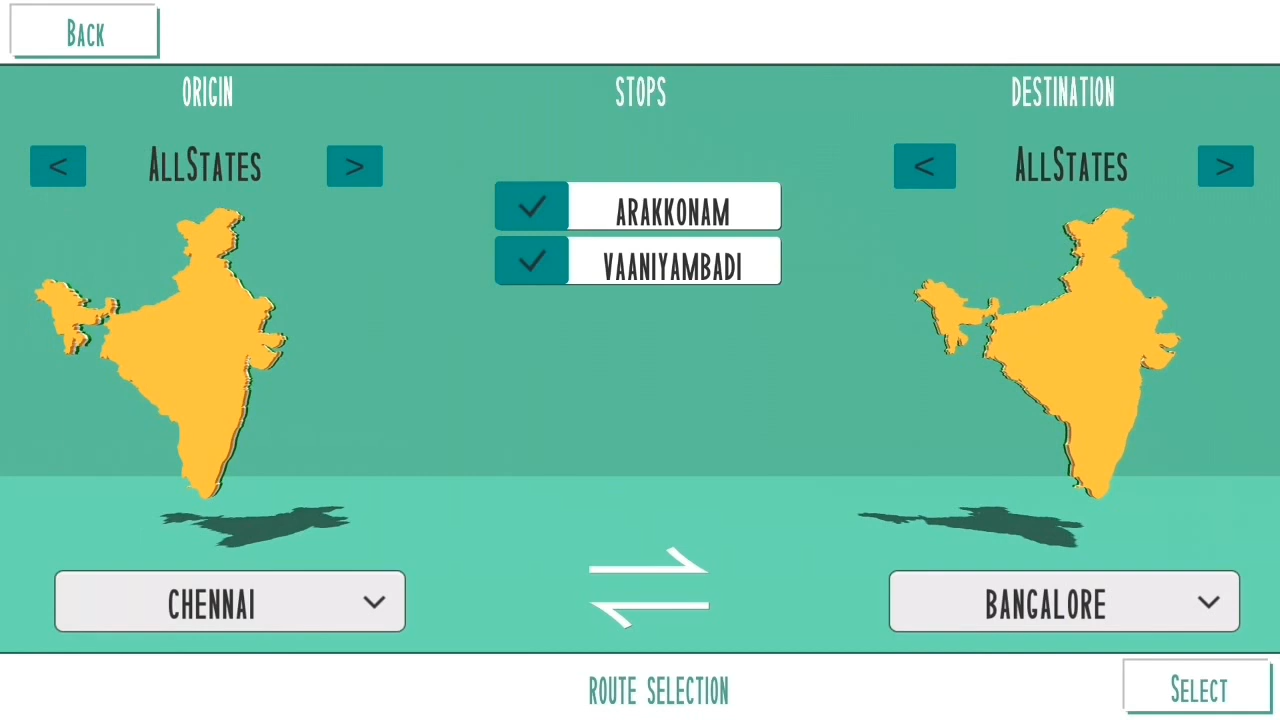 BACK
ORIGIN
STOPS
DESTINATION
< ALLSTATES >
< ALLSTATES >
ARAKKONAM
VAANIYAMBADI
CHENNAI
BANGALORE
ROUTE SELECTION
SELECT